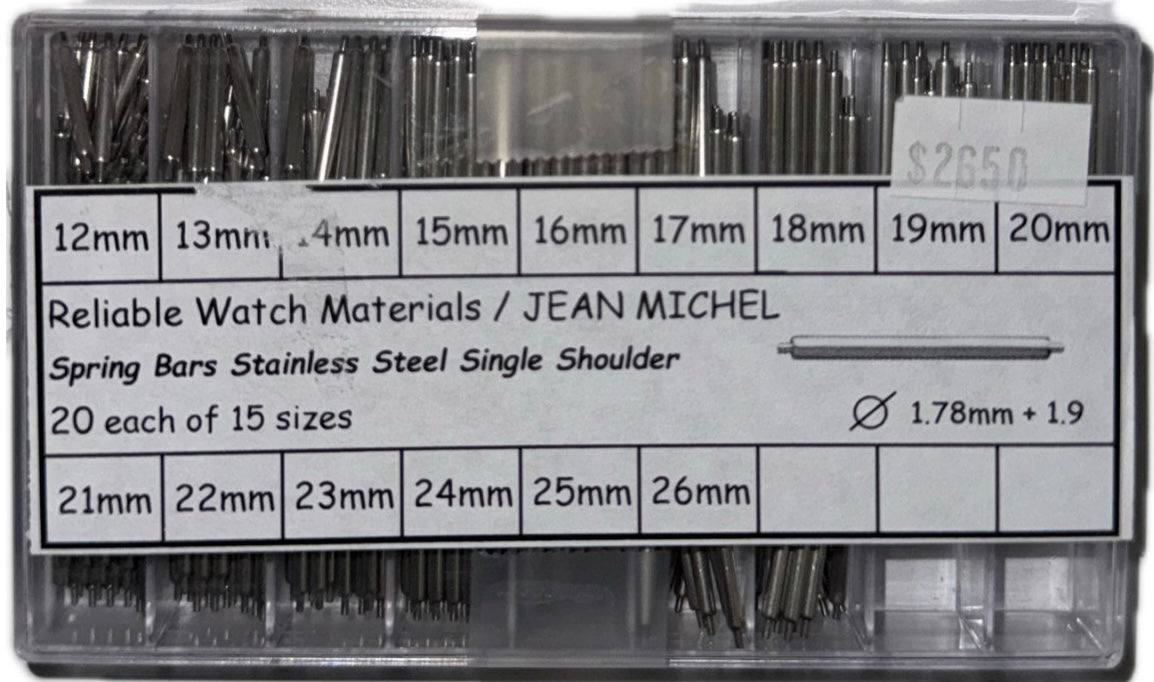 $2650
12mm 13mm 14mm 15mm 16mm 17mm 18mm 19mm 20mm
Reliable Watch Materials / JEAN MICHEL
Spring Bars Stainless Steel Single Shoulder
20 each of 15 sizes
Ø 1.78mm + 1.9
21mm 22mm 23mm 24mm 25mm 26mm